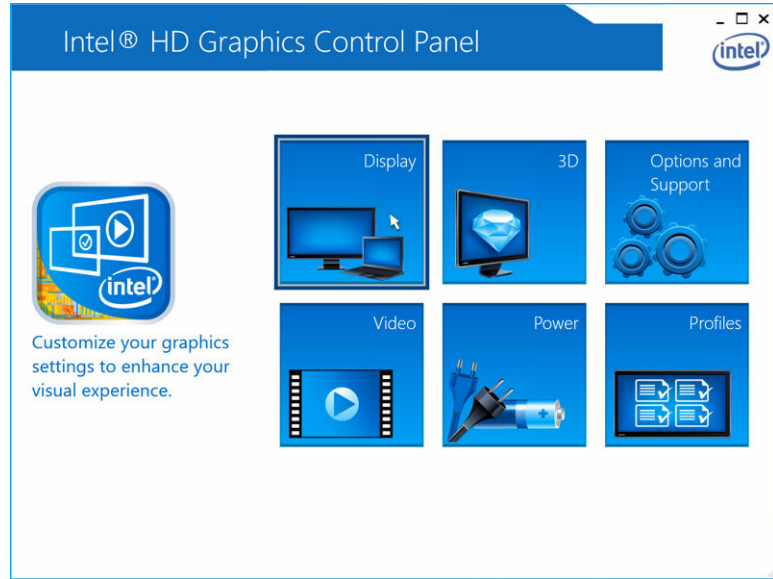 Intel® HD Graphics Control Panel
intel
Display
3D
Options and
Support
intel
Customize your graphics
settings to enhance your
visual experience.
Video
Power
Profiles